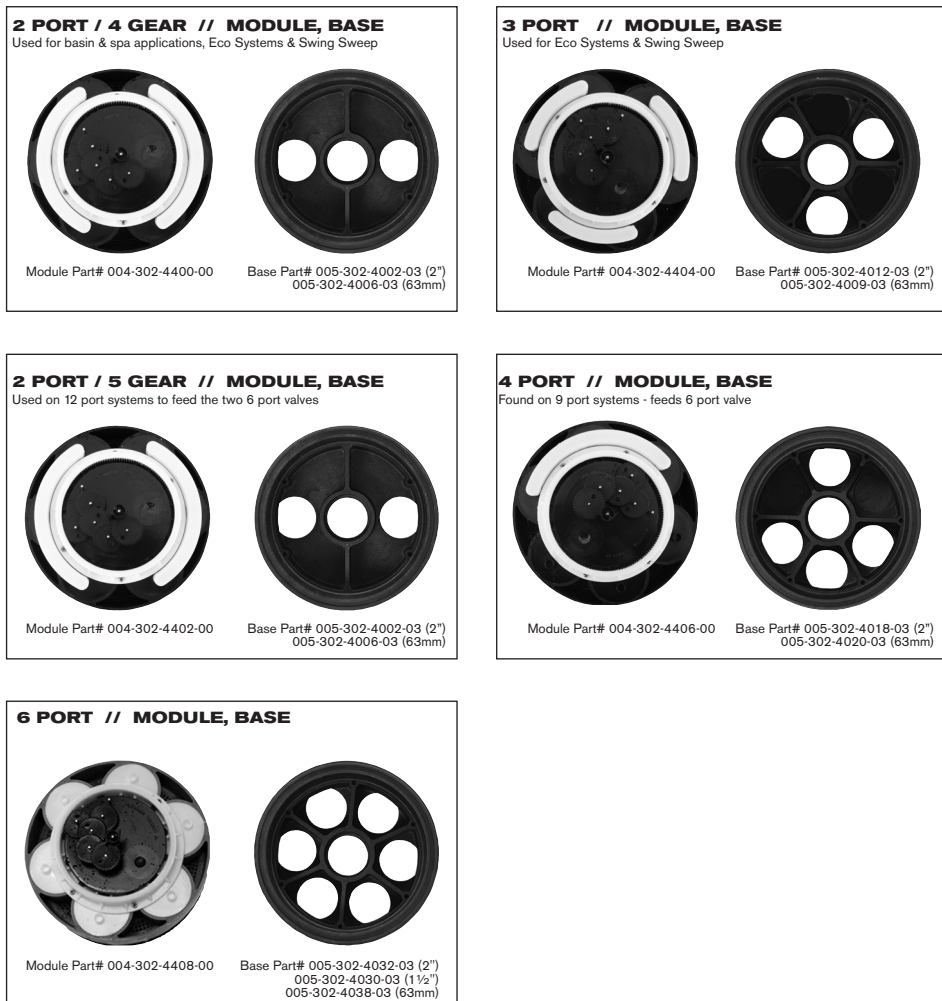 2 PORT / 4 GEAR // MODULE, BASE
Used for basin & spa applications, Eco Systems & Swing Sweep
Module Part# 004-302-4400-00
Base Part# 005-302-4002-03 (2”)
005-302-4006-03 (63mm)
3 PORT // MODULE, BASE
Used for Eco Systems & Swing Sweep
Module Part# 004-302-4404-00
Base Part# 005-302-4012-03 (2”)
005-302-4009-03 (63mm)
2 PORT / 5 GEAR // MODULE, BASE
Used on 12 port systems to feed the two 6 port valves
Module Part# 004-302-4402-00
Base Part# 005-302-4002-03 (2”)
005-302-4006-03 (63mm)
4 PORT // MODULE, BASE
Found on 9 port systems - feeds 6 port valve
Module Part# 004-302-4406-00
Base Part# 005-302-4018-03 (2”)
005-302-4020-03 (63mm)
6 PORT // MODULE, BASE
Module Part# 004-302-4408-00
Base Part# 005-302-4032-03 (2”)
005-302-4030-03 (1½”)
005-302-4038-03 (63mm)